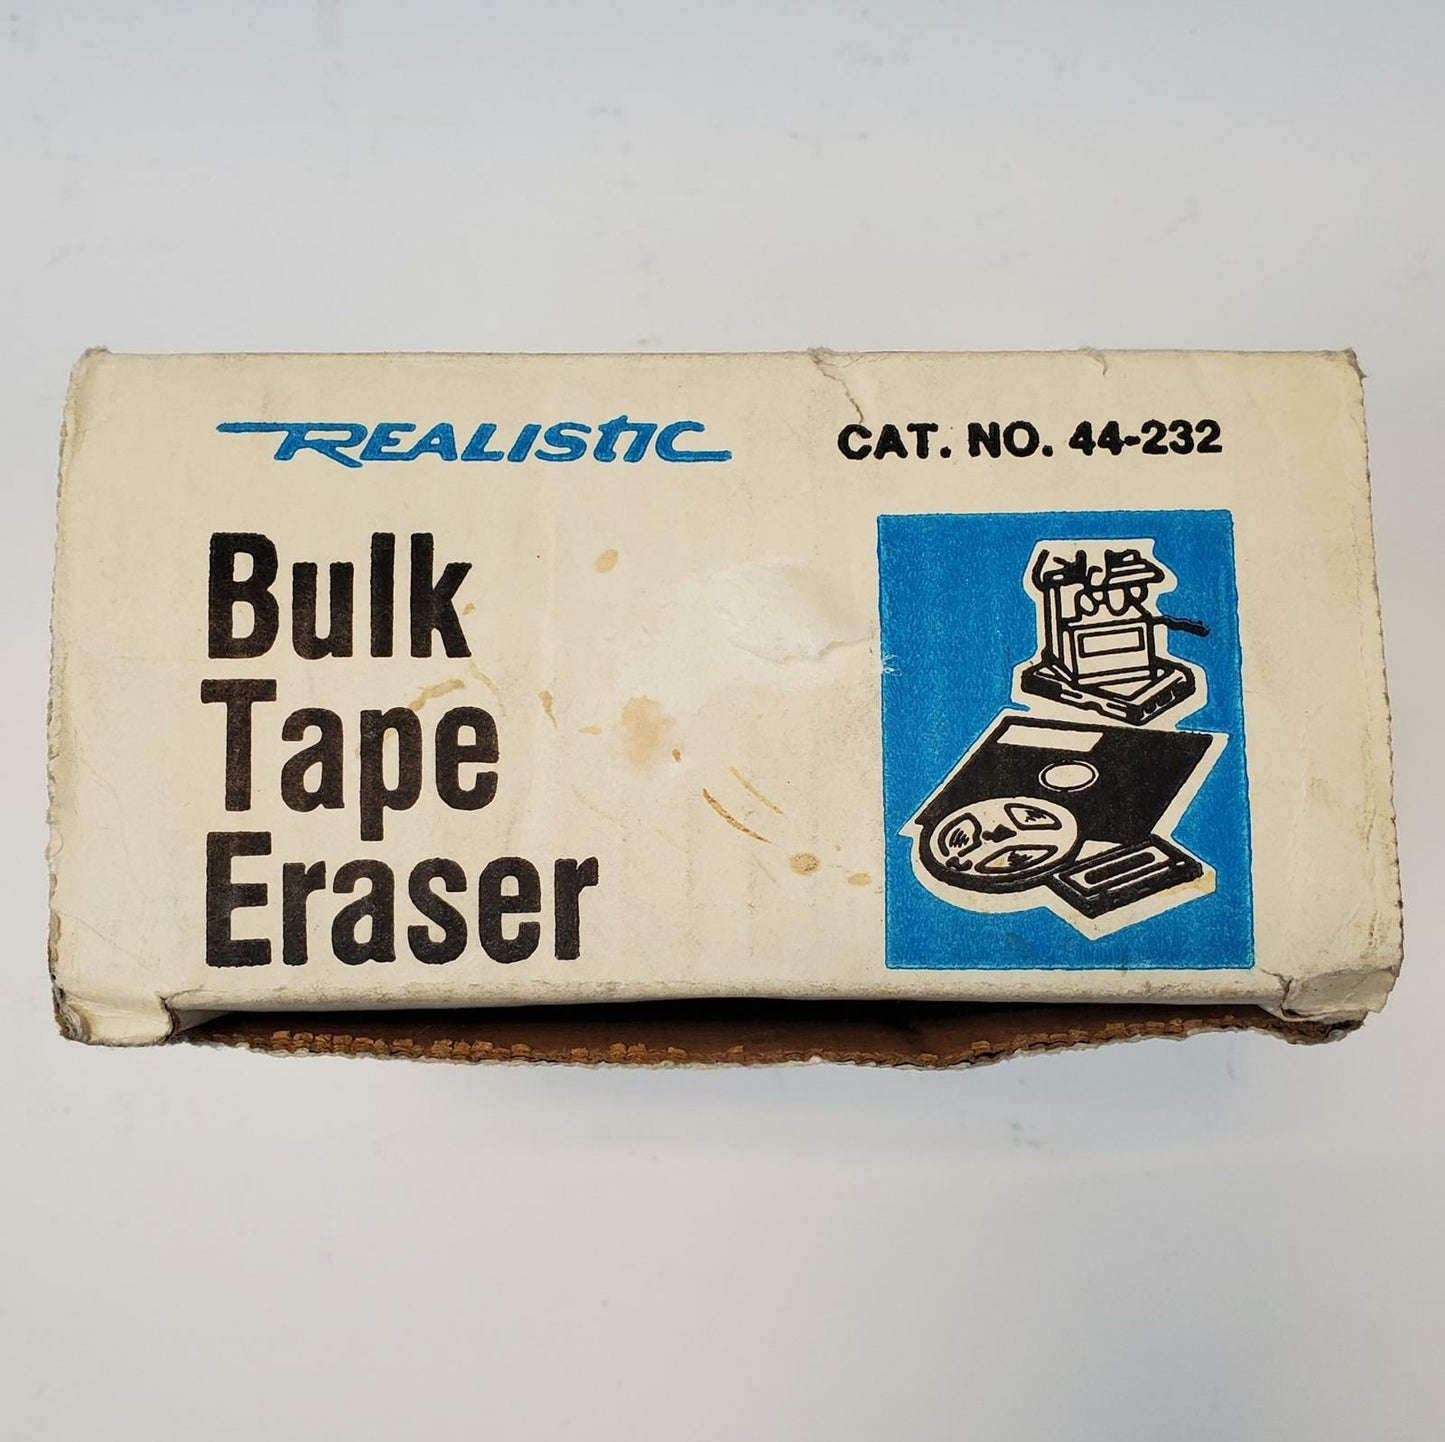 REALISTIC
CAT. NO. 44-232
Bulk
Tape
Eraser